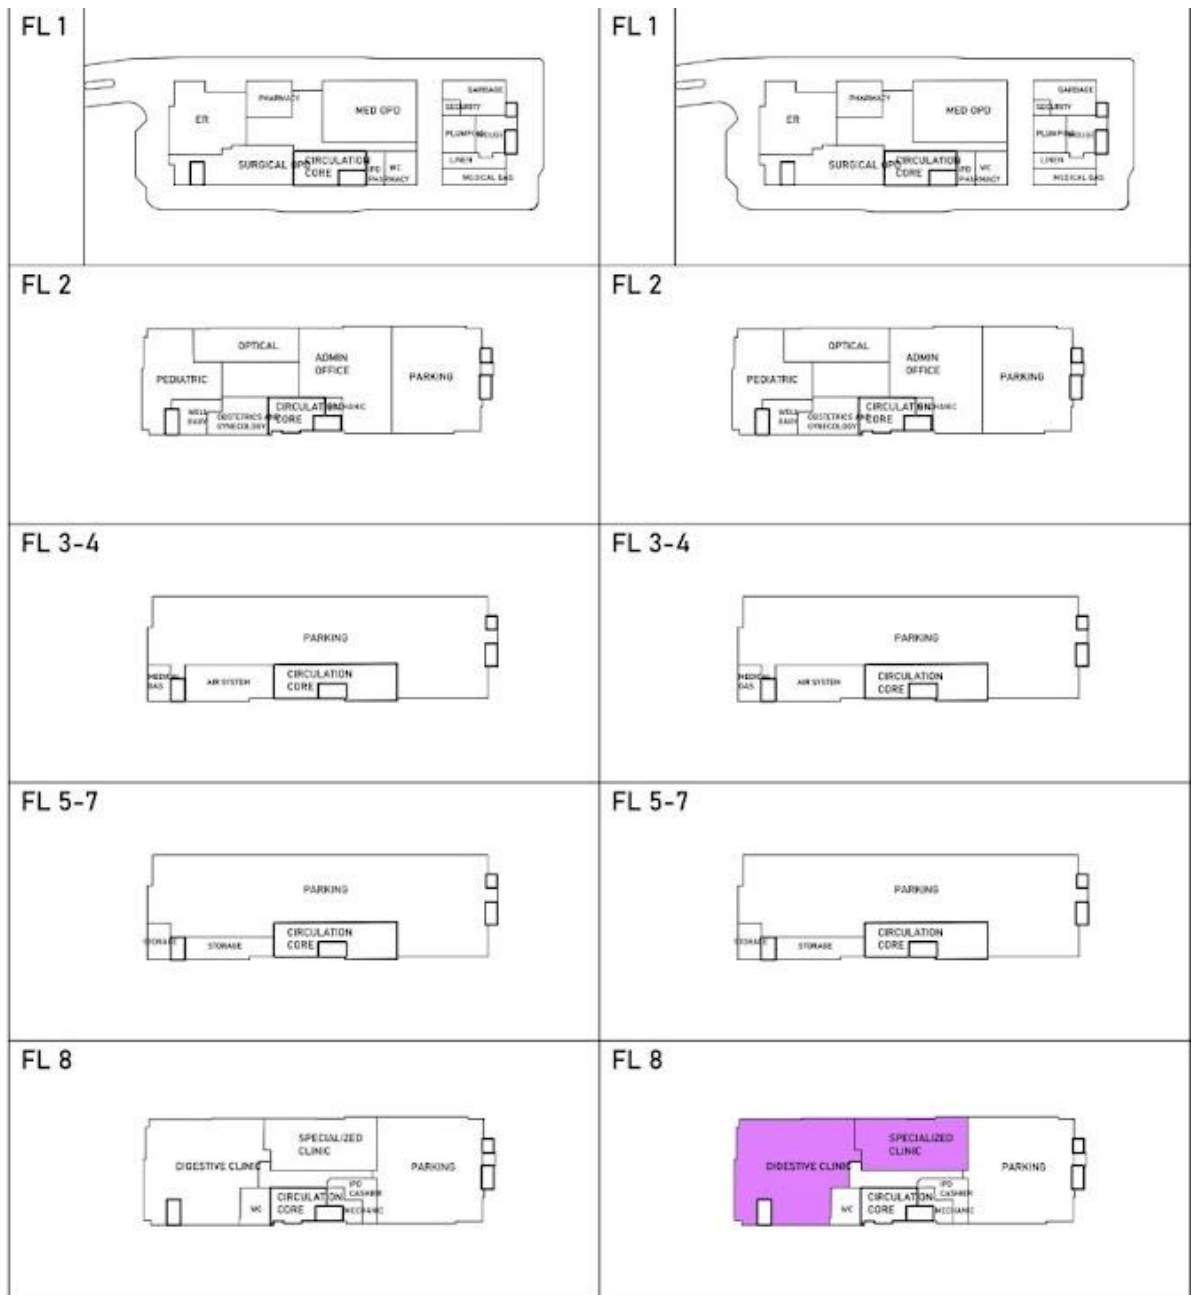 FL 1
PHARMACY
MED OPD
GARBAGE
SECURITY
ER
SURGICAL OPD
CIRCULATION
CORE
IPD
PHARMACY
WC
LINEN
MEDICAL GAS
FL 1
PHARMACY
MED OPD
GARBAGE
SECURITY
ER
SURGICAL OPD
CIRCULATION
CORE
IPD
PHARMACY
WC
LINEN
MEDICAL GAS
FL 2
OPTICAL
ADMIN
OFFICE
PEDIATRIC
PARKING
WELL
BABY
OBSTETRICS AND
GYNECOLOGY
CIRCULATION
CORE
FL 2
OPTICAL
ADMIN
OFFICE
PEDIATRIC
PARKING
WELL
BABY
OBSTETRICS AND
GYNECOLOGY
CIRCULATION
CORE
FL 3-4
PARKING
MEDICAL
GAS
AIR SYSTEM
CIRCULATION
CORE
FL 3-4
PARKING
MEDICAL
GAS
AIR SYSTEM
CIRCULATION
CORE
FL 5-7
PARKING
STORAGE
STORAGE
CIRCULATION
CORE
FL 5-7
PARKING
STORAGE
STORAGE
CIRCULATION
CORE
FL 8
SPECIALIZED
CLINIC
DIGESTIVE CLINIC
PARKING
IPD
CASHIER
WC
CIRCULATION
CORE
MECHANIC
FL 8
SPECIALIZED
CLINIC
DIGESTIVE CLINIC
PARKING
IPD
CASHIER
WC
CIRCULATION
CORE
MECHANIC